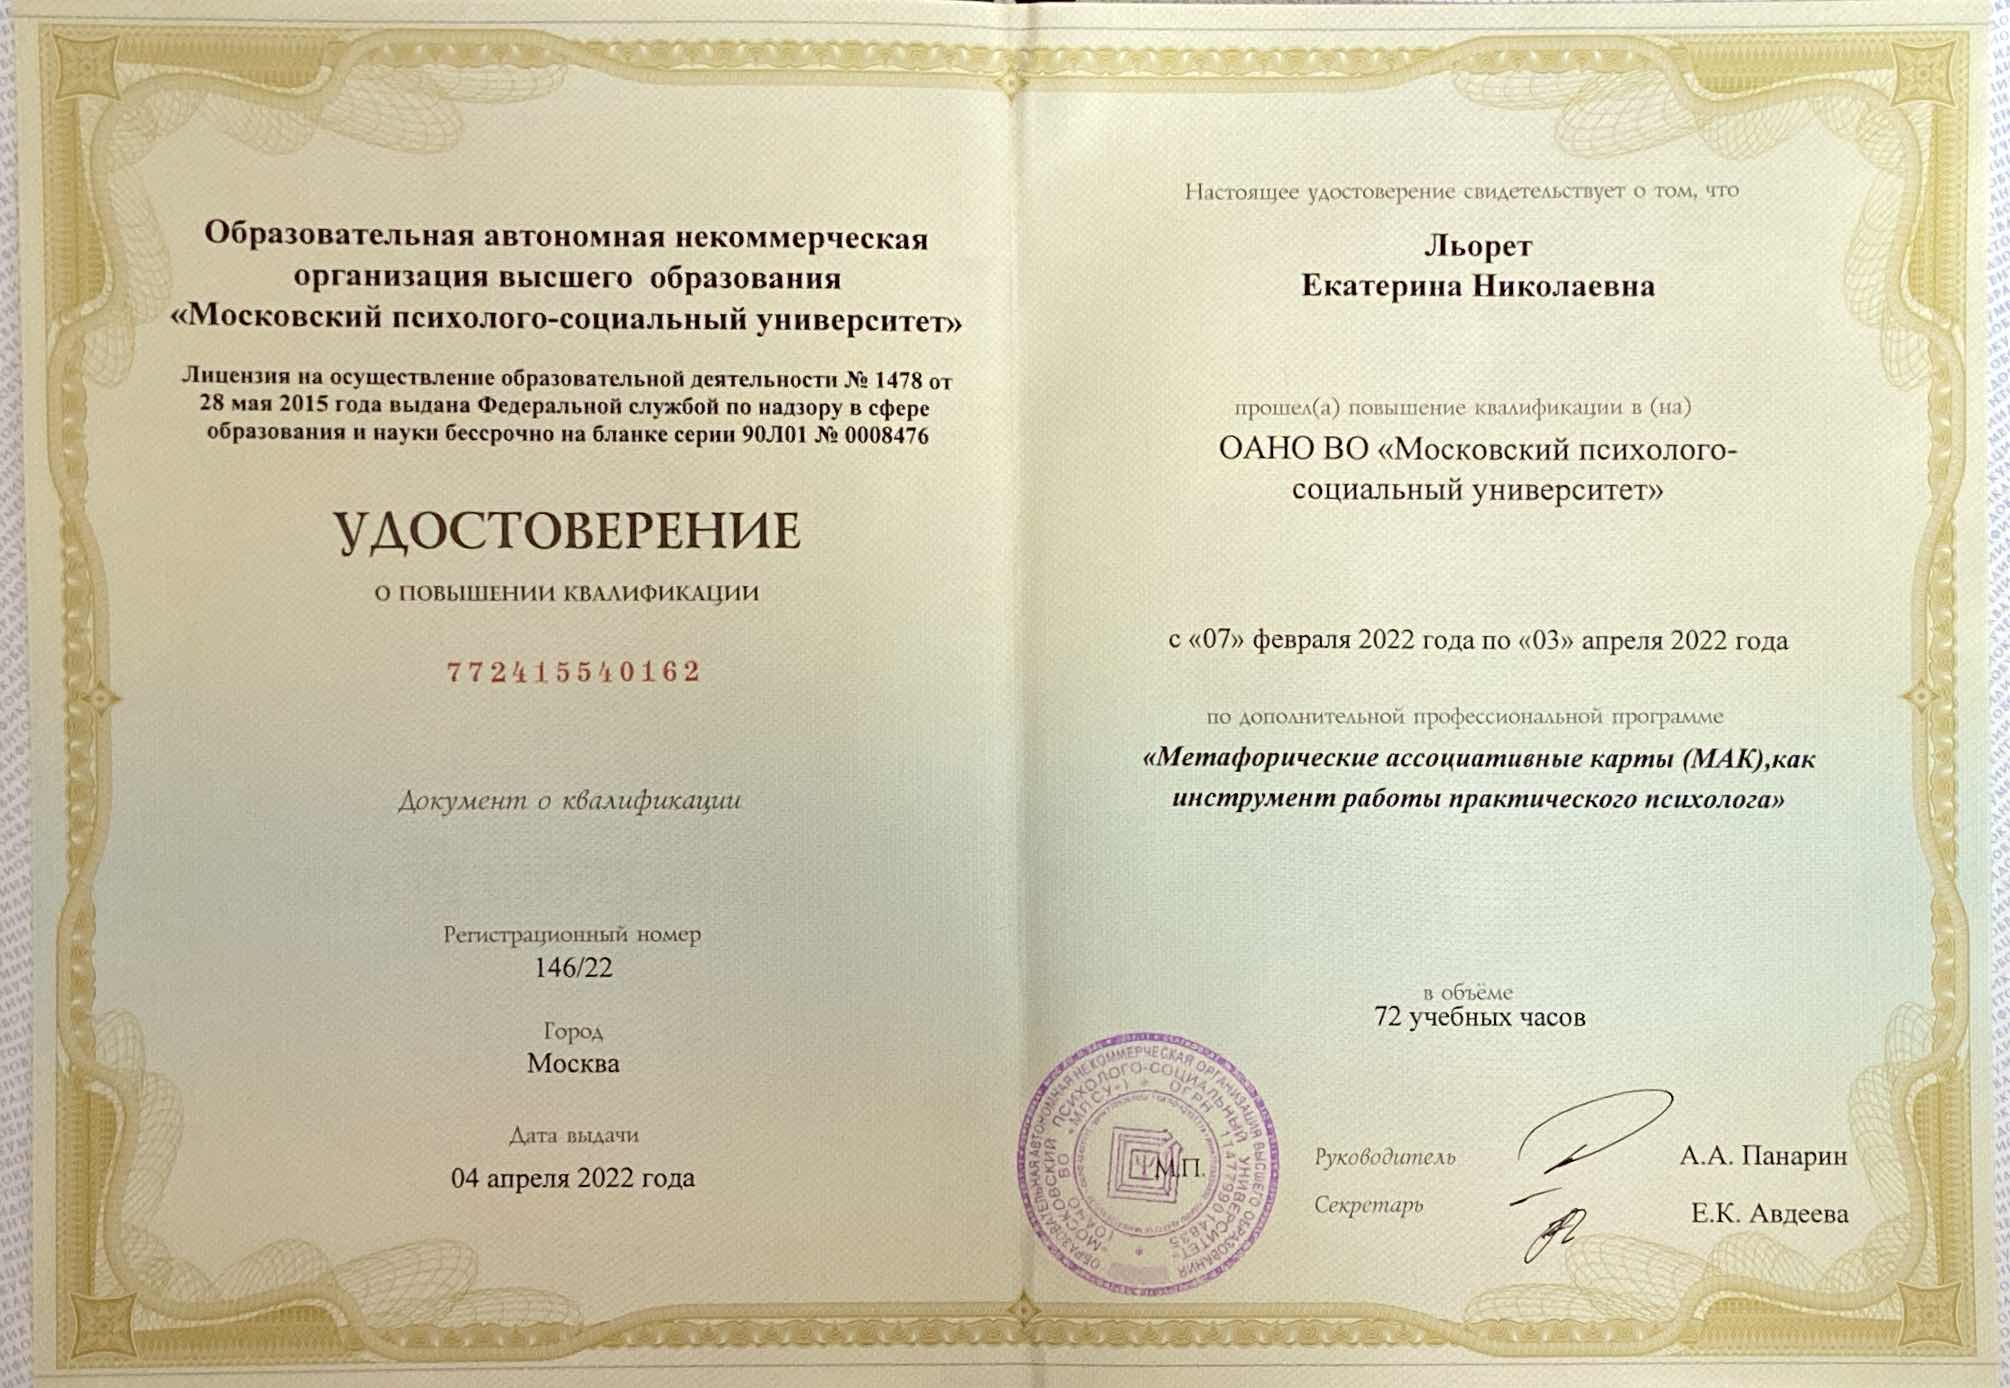 Образовательная автономная некоммерческая
организация высшего образования
«Московский психолого-социальный университет»
Лицензия на осуществление образовательной деятельности № 1478 от
28 мая 2015 года выдана Федеральной службой по надзору в сфере
образования и науки бессрочно на бланке серии 90Л01 № 0008476
УДОСТОВЕРЕНИЕ
О ПОВЫШЕНИИ КВАЛИФИКАЦИИ
772415540162
Документ о квалификации
Регистрационный номер
146/22
Город
Москва
Дата выдачи
04 апреля 2022 года
Настоящее удостоверение свидетельствует о том, что
Льорет
Екатерина Николаевна
прошел(а) повышение квалификации в (на)
ОАНО ВО «Московский психолого-
социальный университет»
с «07» февраля 2022 года по «03» апреля 2022 года
по дополнительной профессиональной программе
«Метафорические ассоциативные карты (МАК),как
инструмент работы практического психолога»
в объёме
72 учебных часов
ОБРАЗОВАТЕЛЬНАЯ АВТОНОМНАЯ НЕКОММЕРЧЕСКАЯ ОРГАНИЗАЦИЯ ВЫСШЕГО ОБРАЗОВАНИЯ
«МОСКОВСКИЙ ПСИХОЛОГО-СОЦИАЛЬНЫЙ УНИВЕРСИТЕТ»
(ОАНО ВО «МПСУ») * ОГРН 1147799014835
М.П.
Руководитель
А.А. Панарин
Секретарь
Е.К. Авдеева